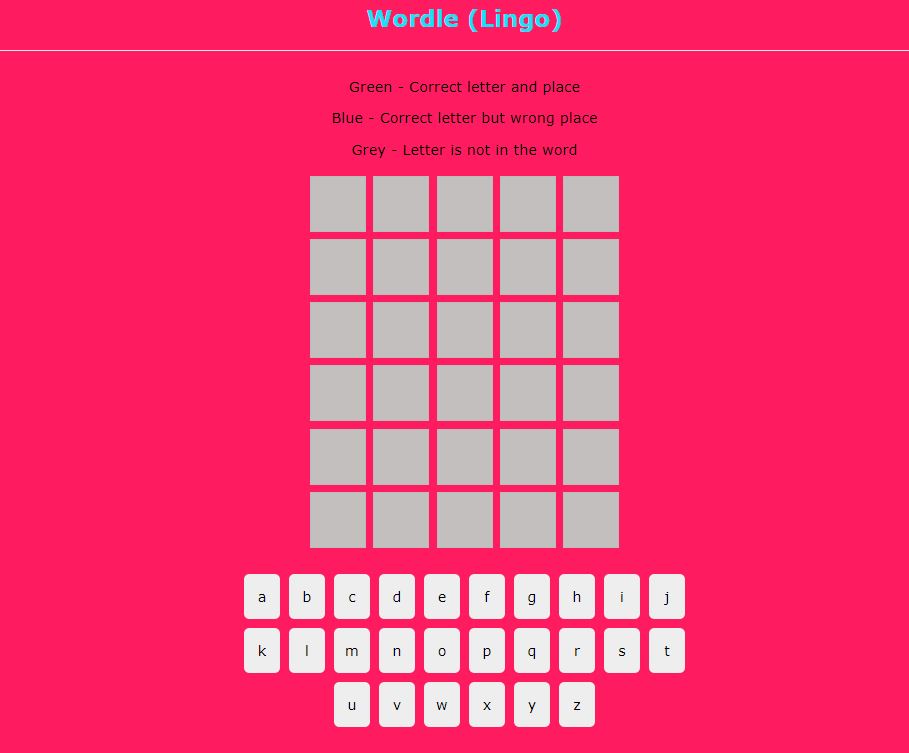 Wordle (Lingo)
Green - Correct letter and place
Blue - Correct letter but wrong place
Grey - Letter is not in the word
a b c d e f g h i j
k l m n o p q r s t
u v w x y z